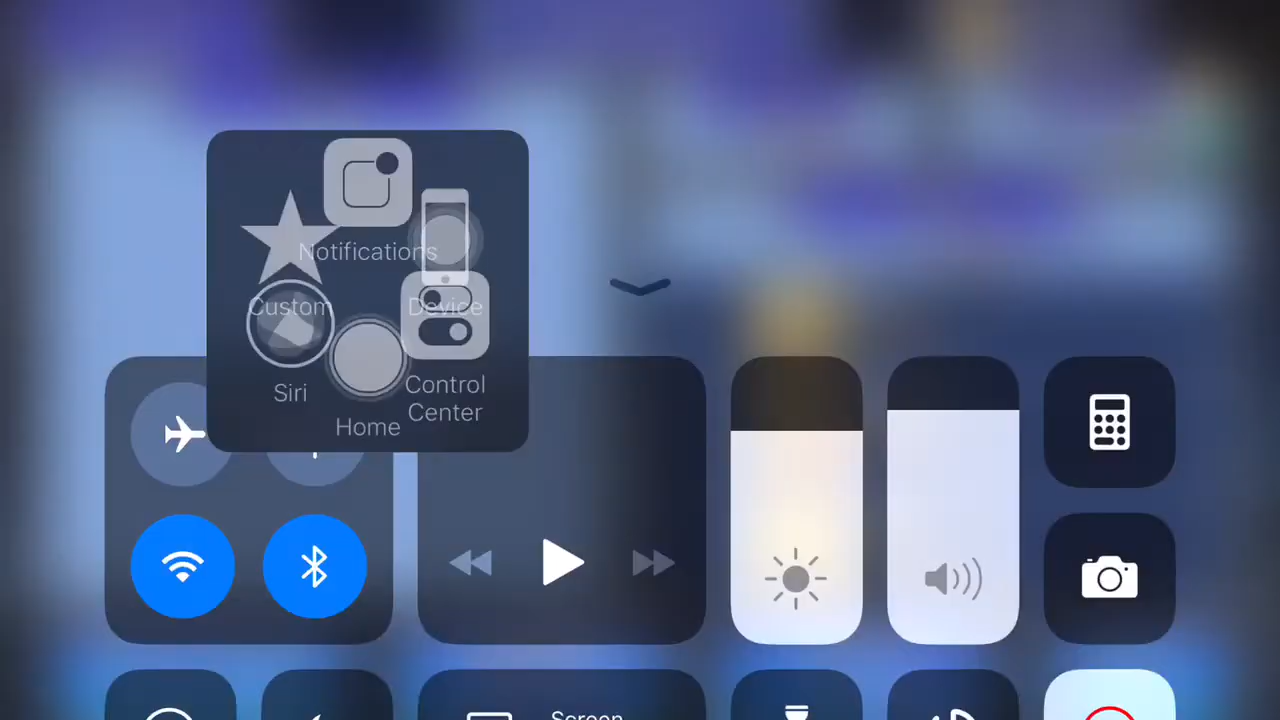 Notifications
Custom
Device
Siri
Control
Center
Home
Screen